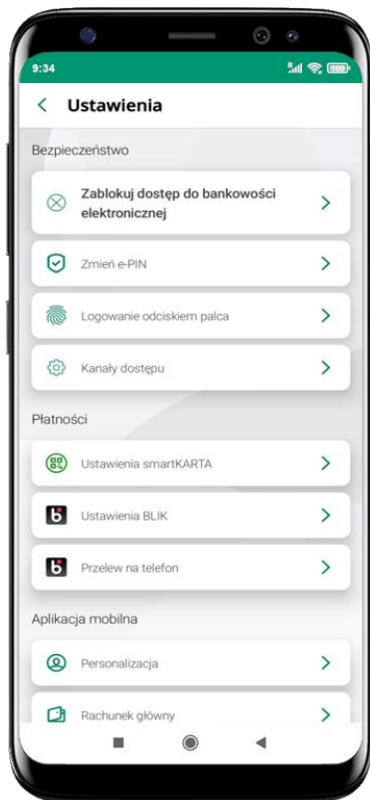 9:34
Ustawienia
Bezpieczeństwo
Zablokuj dostęp do bankowości
elektronicznej
Zmień e-PIN
Logowanie odciskiem palca
Kanały dostępu
Płatności
Ustawienia smartKARTA
Ustawienia BLIK
Przelew na telefon
Aplikacja mobilna
Personalizacja
Rachunek główny